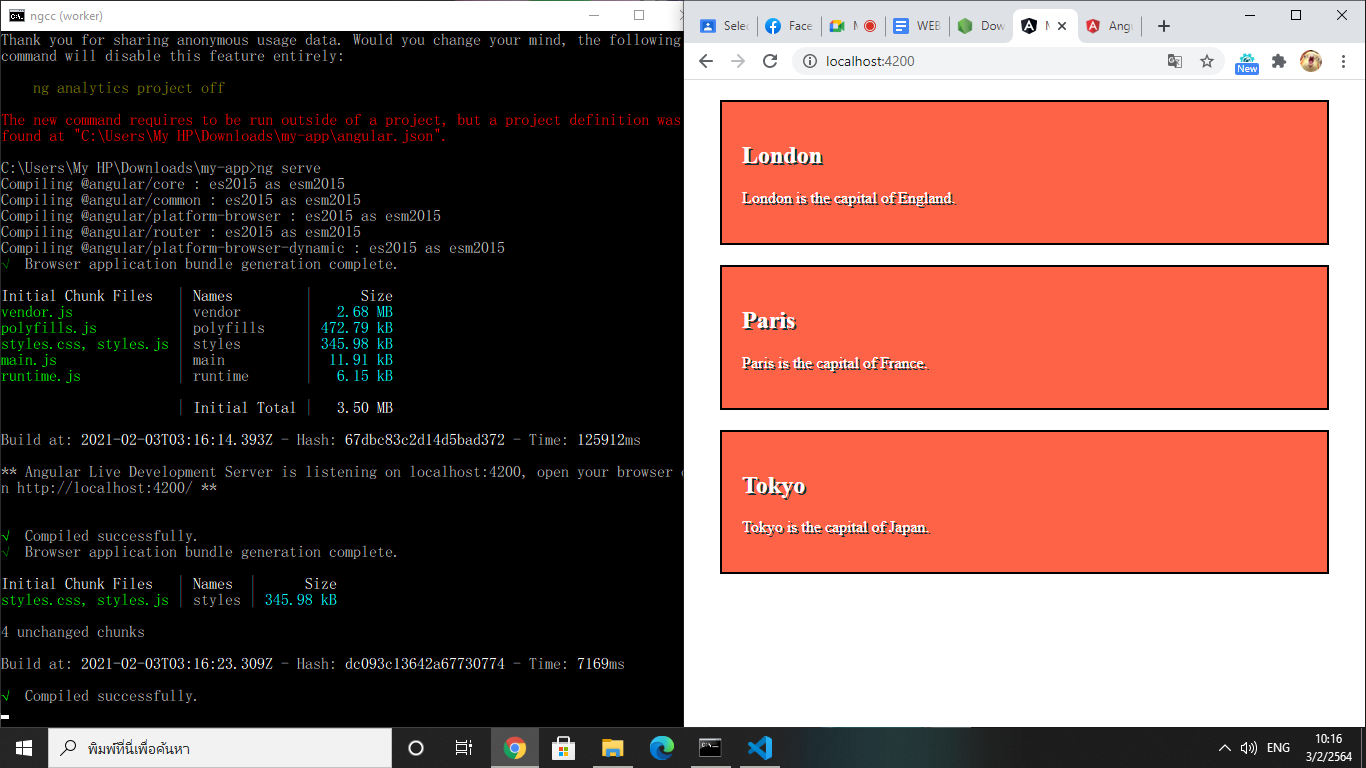 ngcc (worker)
Thank you for sharing anonymous usage data. Would you change your mind, the following
command will disable this feature entirely:
ng analytics project off
The new command requires to be run outside of a project, but a project definition was
found at "C:\Users\My HP\Downloads\my-app\angular.json".
C:\Users\My HP\Downloads\my-app>ng serve
Compiling @angular/core : es2015 as esm2015
Compiling @angular/common : es2015 as esm2015
Compiling @angular/platform-browser : es2015 as esm2015
Compiling @angular/router : es2015 as esm2015
Compiling @angular/platform-browser-dynamic : es2015 as esm2015
√ Browser application bundle generation complete.
Initial Chunk Files | Names | Size
vendor.js | vendor | 2.68 MB
polyfills.js | polyfills | 472.79 kB
styles.css, styles.js | styles | 345.98 kB
main.js | main | 11.91 kB
runtime.js | runtime | 6.15 kB
| Initial Total | 3.50 MB
Build at: 2021-02-03T03:16:14.393Z - Hash: 67dbc83c2d14d5bad372 - Time: 125912ms
** Angular Live Development Server is listening on localhost:4200, open your browser o
n http://localhost:4200/ **
√ Compiled successfully.
√ Browser application bundle generation complete.
Initial Chunk Files | Names | Size
styles.css, styles.js | styles | 345.98 kB
4 unchanged chunks
Build at: 2021-02-03T03:16:23.309Z - Hash: dc093c13642a67730774 - Time: 7169ms
√ Compiled successfully.
Selec Face M WEB Dow M Angu
localhost:4200
New
London
London is the capital of England.
Paris
Paris is the capital of France.
Tokyo
Tokyo is the capital of Japan.
พิมพ์ที่นี่เพื่อค้นหา
ENG
10:16
3/2/2564